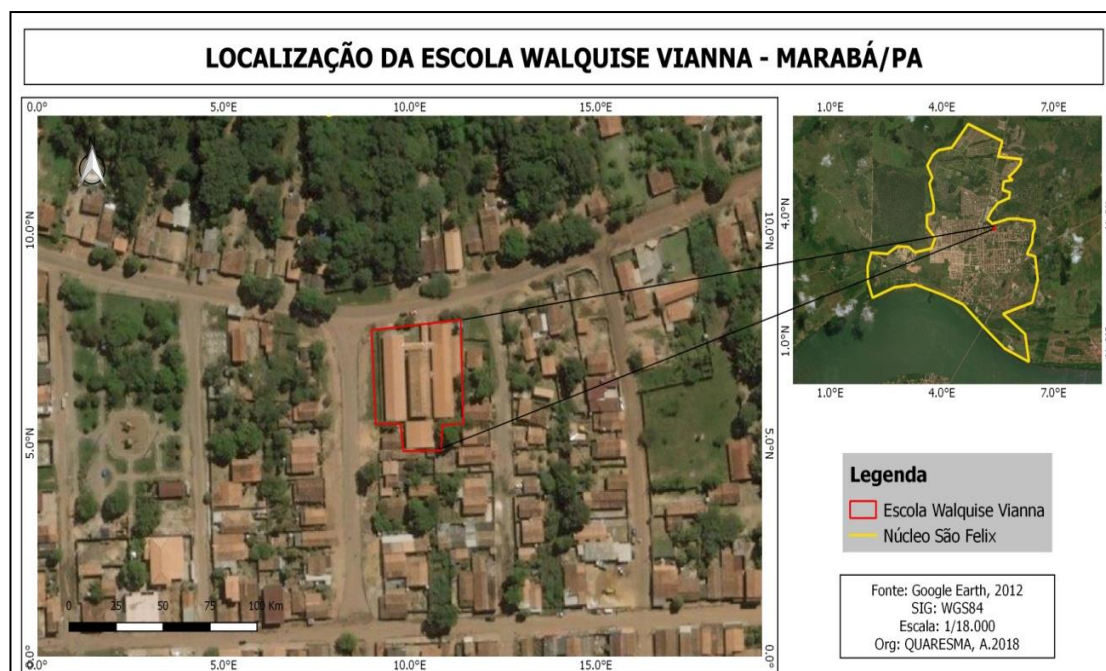 LOCALIZAÇÃO DA ESCOLA WALQUISE VIANNA - MARABÁ/PA
0.0° 5.0°E 10.0°E 15.0°E
1.0°E 4.0°E 7.0°E
10.0°N 10.0°N
4.0°N
1.0°N
1.0°E 4.0°E 7.0°E
5.0°N 5.0°N
Legenda
Escola Walquise Vianna
Núcleo São Felix
Fonte: Google Earth, 2012
SIG: WGS84
Escala: 1/18.000
Org: QUARESMA, A.2018
0 25 50 75 100 Km
0.0° 0.0°
5.0°E 10.0°E 15.0°E